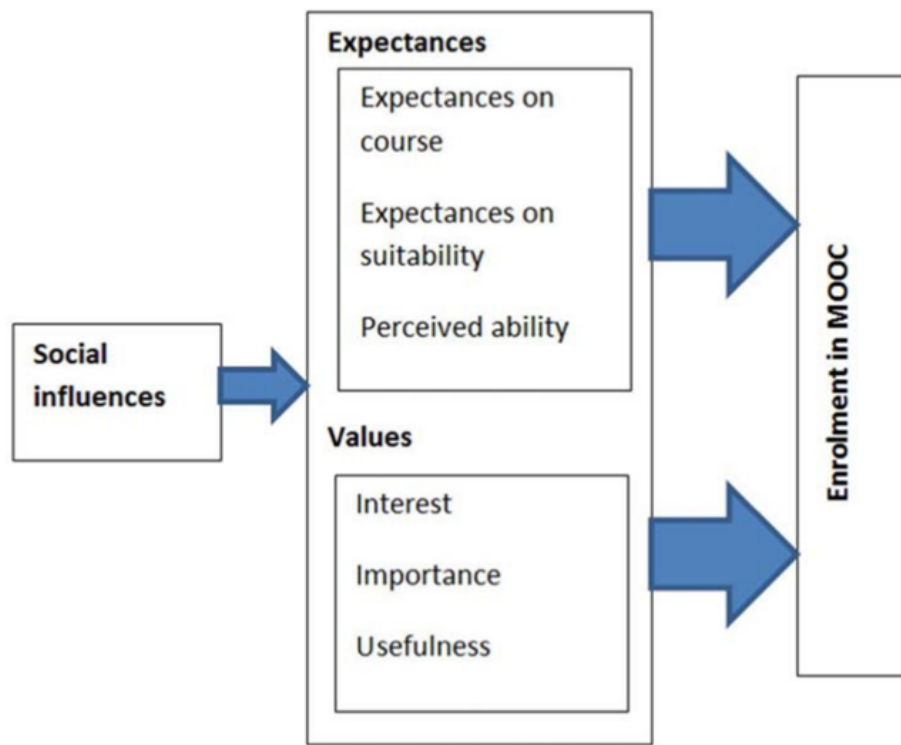 Social
influences
Expectances
Expectances on
course
Expectances on
suitability
Perceived ability
Values
Interest
Importance
Usefulness
Enrolment in MOOC